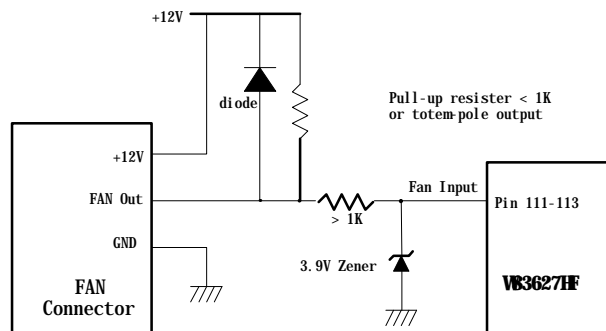 +12V
diode
Pull-up resister < 1K
or totem-pole output
+12V
FAN Out
Fan Input
Pin 111-113
> 1K
GND
3.9V Zener
W83627HF
FAN
Connector